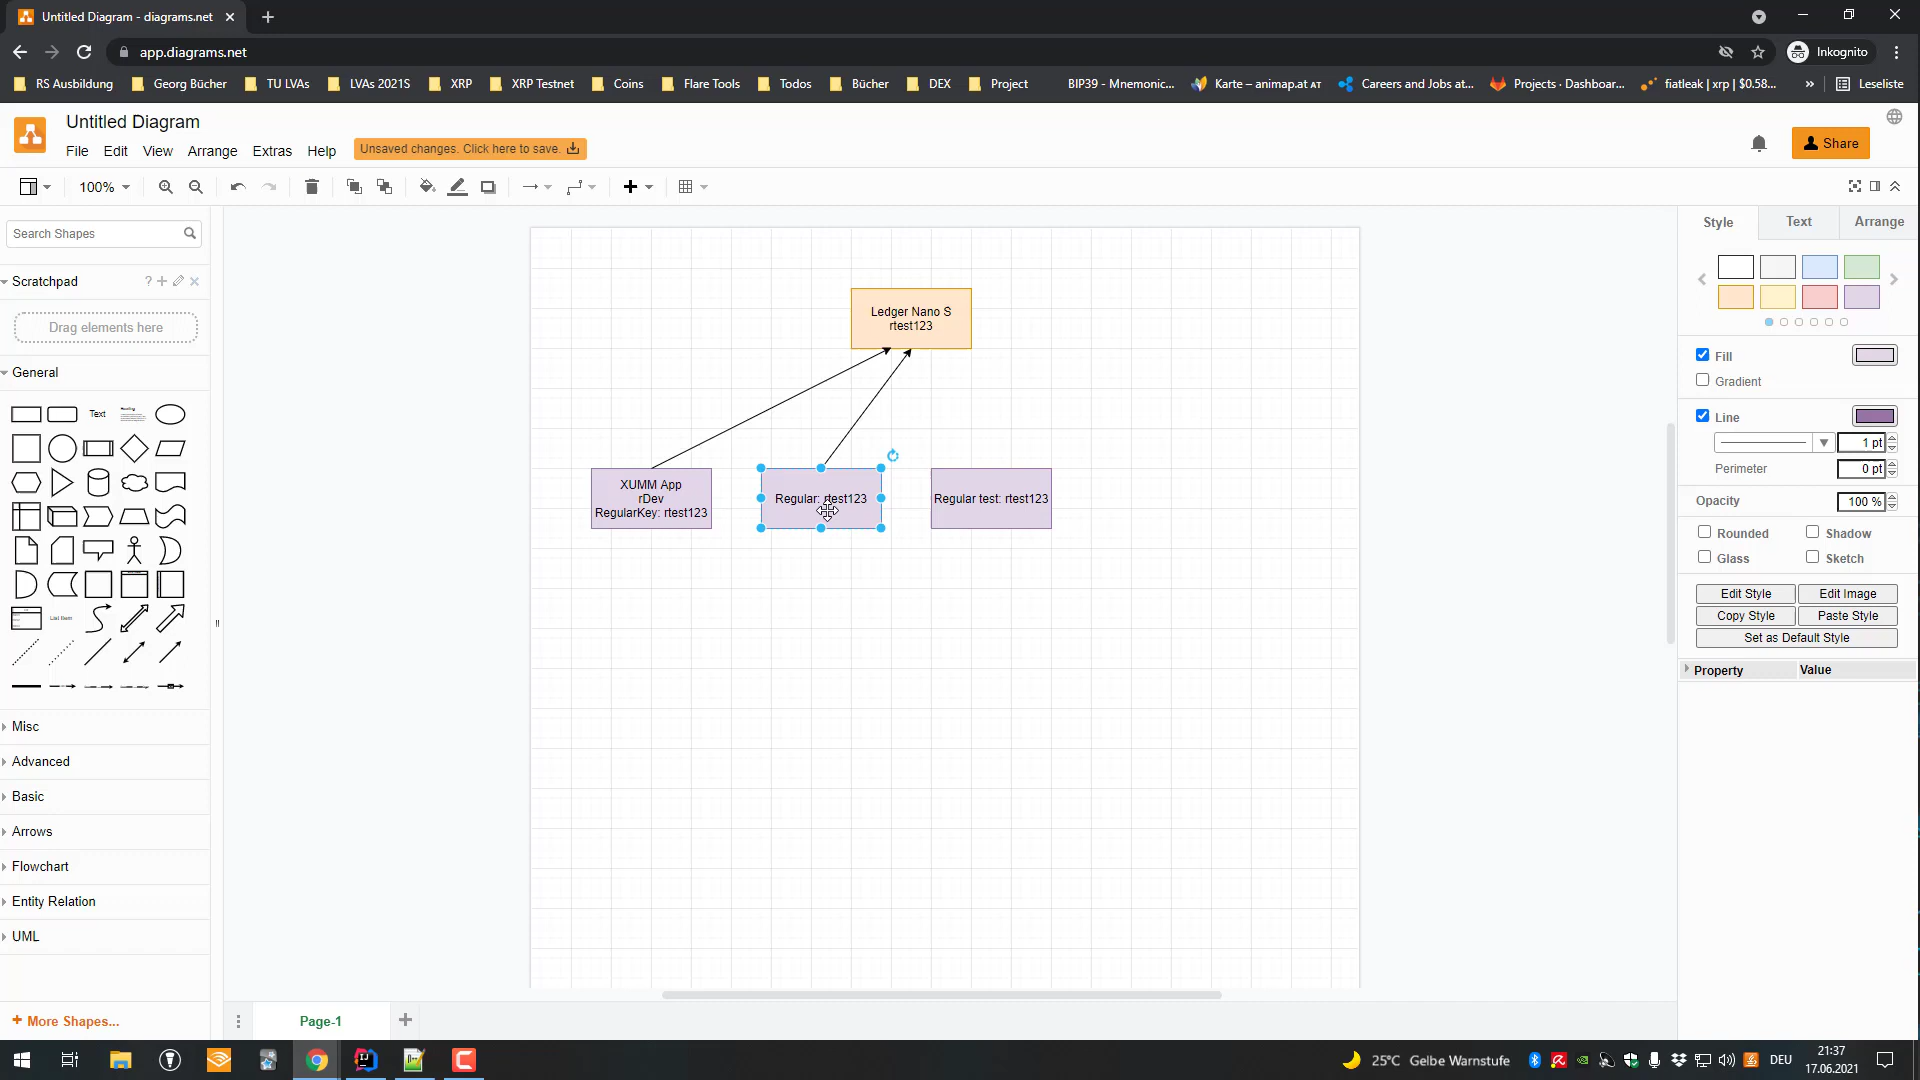 Untitled Diagram - diagrams.net
app.diagrams.net
Inkognito
RS Ausbildung
Georg Bücher
TU LVAs
LVAs 2021S
XRP
XRP Testnet
Coins
Flare Tools
Todos
Bücher
DEX
Project
BIP39 - Mnemonic...
Karte – animap.at AT
Careers and Jobs at...
Projects · Dashboar...
fiatleak | xrp | $0.58...
»
Leseliste
Untitled Diagram
File
Edit
View
Arrange
Extras
Help
Unsaved changes. Click here to save.
Share
100%
Search Shapes
Scratchpad
?
Drag elements here
General
Text
Heading
List Item
Misc
Advanced
Basic
Arrows
Flowchart
Entity Relation
UML
+ More Shapes...
Ledger Nano S
rtest123
XUMM App
rDev
RegularKey: rtest123
Regular: rtest123
Regular test: rtest123
Page-1
Style
Text
Arrange
Fill
Gradient
Line
1 pt
Perimeter
0 pt
Opacity
100 %
Rounded
Shadow
Glass
Sketch
Edit Style
Edit Image
Copy Style
Paste Style
Set as Default Style
Property
Value
25°C Gelbe Warnstufe
DEU
21:37
17.06.2021